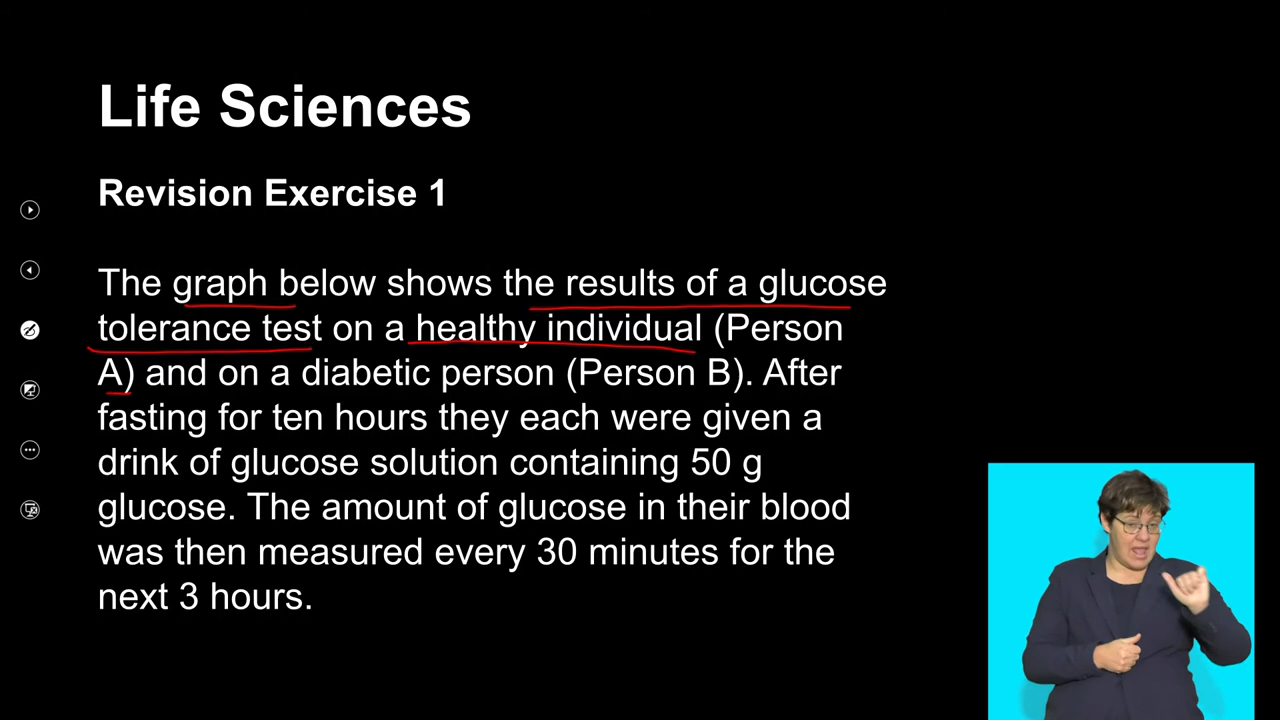 Life Sciences
Revision Exercise 1
The graph below shows the results of a glucose
tolerance test on a healthy individual (Person
A) and on a diabetic person (Person B). After
fasting for ten hours they each were given a
drink of glucose solution containing 50 g
glucose. The amount of glucose in their blood
was then measured every 30 minutes for the
next 3 hours.